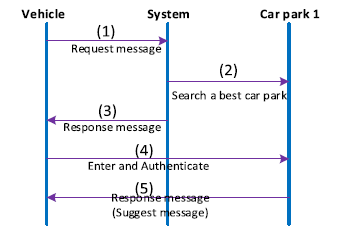 Vehicle System Car park 1
(1)
Request message
(2)
Search a best car park
(3)
Response message
(4)
Enter and Authenticate
(5)
Response message
(Suggest message)